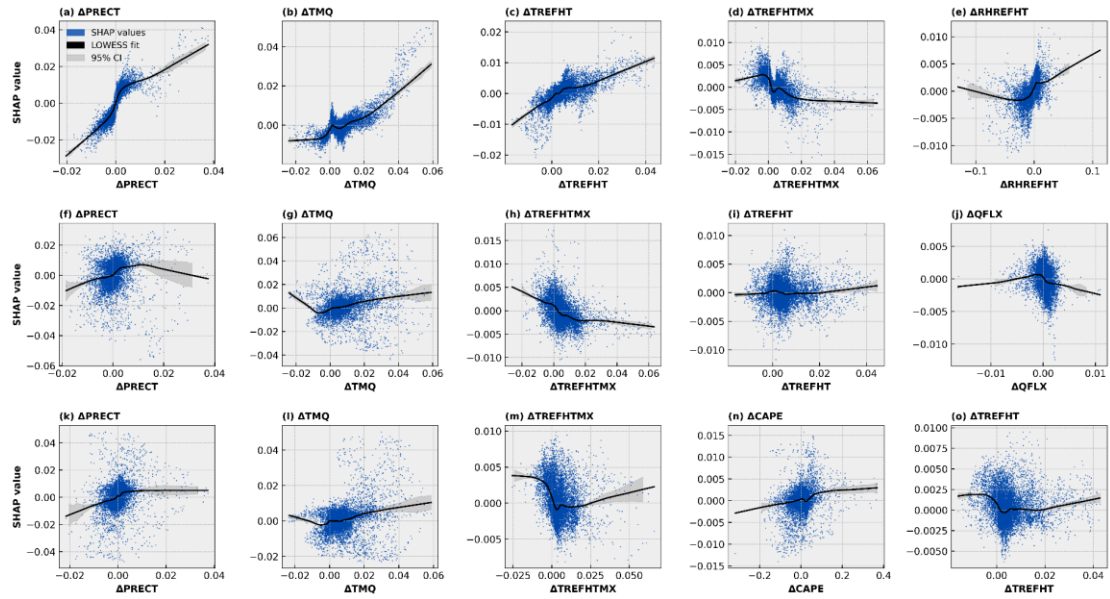 (a) ΔPRECT
(b) ΔTMQ
(c) ΔTREFHT
(d) ΔTREFHTMX
(e) ΔRHREFHT
SHAP values
LOWESS fit
95% CI
SHAP value
0.04
0.02
0.00
−0.02
0.04
0.02
0.00
0.02
0.01
0.00
−0.01
−0.02
0.010
0.005
0.000
−0.005
−0.010
−0.015
0.010
0.005
0.000
−0.005
−0.010
−0.02 0.00 0.02 0.04
−0.02 0.00 0.02 0.04 0.06
0.00 0.02 0.04
−0.02 0.00 0.02 0.04 0.06
−0.1 0.0 0.1
ΔPRECT
ΔTMQ
ΔTREFHT
ΔTREFHTMX
ΔRHREFHT
(f) ΔPRECT
(g) ΔTMQ
(h) ΔTREFHTMX
(i) ΔTREFHT
(j) ΔQFLX
SHAP value
0.02
0.00
−0.02
−0.04
−0.06
0.06
0.04
0.02
0.00
−0.02
−0.04
0.015
0.010
0.005
0.000
−0.005
−0.010
0.010
0.005
0.000
−0.005
−0.010
0.005
0.000
−0.005
−0.010
−0.02 0.00 0.02 0.04
−0.02 0.00 0.02 0.04 0.06
−0.02 0.00 0.02 0.04 0.06
0.00 0.02 0.04
−0.01 0.00 0.01
ΔPRECT
ΔTMQ
ΔTREFHTMX
ΔTREFHT
ΔQFLX
(k) ΔPRECT
(l) ΔTMQ
(m) ΔTREFHTMX
(n) ΔCAPE
(o) ΔTREFHT
SHAP value
0.04
0.02
0.00
−0.02
−0.04
0.04
0.02
0.00
−0.02
0.010
0.005
0.000
−0.005
0.015
0.010
0.005
0.000
−0.005
−0.010
−0.015
0.0100
0.0075
0.0050
0.0025
0.0000
−0.0025
−0.0050
−0.02 0.00 0.02 0.04
−0.02 0.00 0.02 0.04 0.06
−0.025 0.000 0.025 0.050
−0.2 0.0 0.2 0.4
0.00 0.02 0.04
ΔPRECT
ΔTMQ
ΔTREFHTMX
ΔCAPE
ΔTREFHT